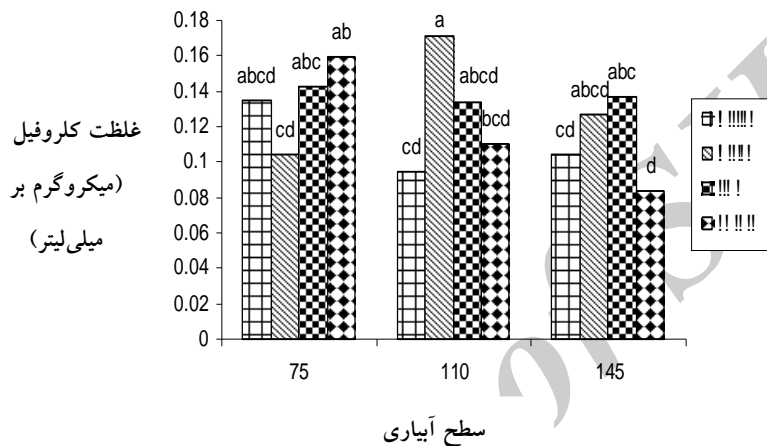 0.18
0.16
0.14
0.12
0.1
0.08
0.06
0.04
0.02
0
غلظت کلروفیل
(میکروگرم بر
میلی‌لیتر)
abcd
cd
abc
ab
cd
a
abcd
bcd
cd
abcd
abc
d
75
110
145
سطح آبیاری